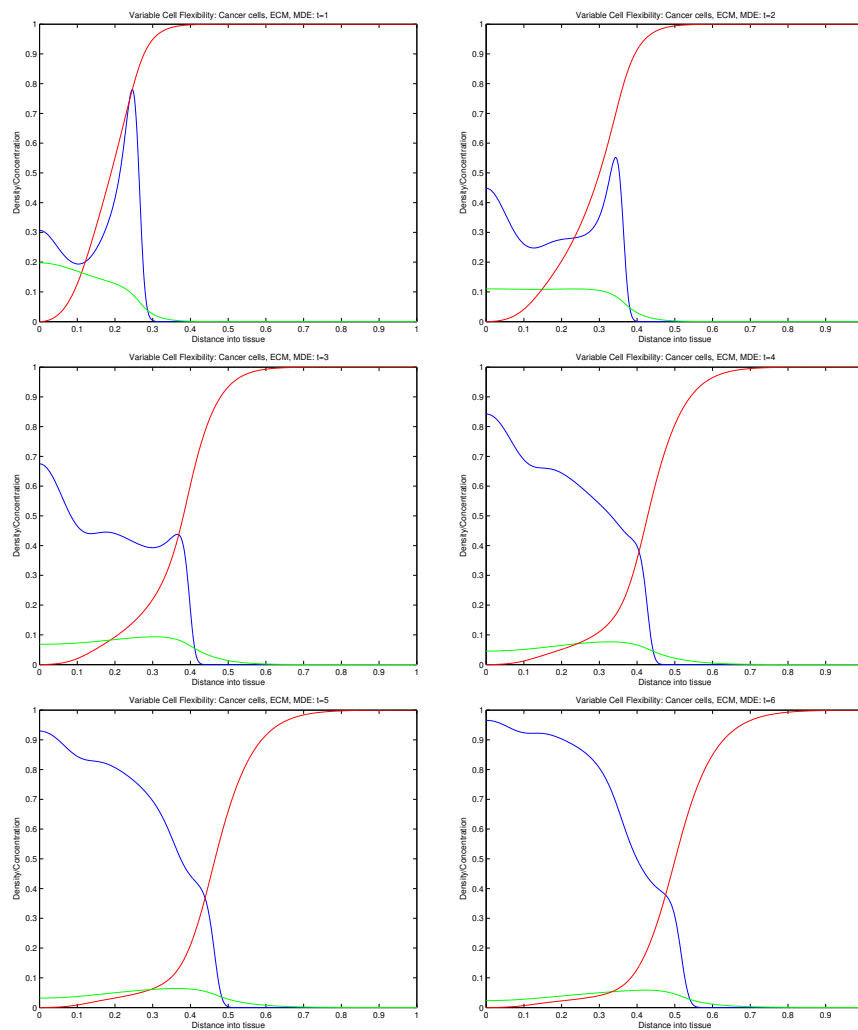 Variable Cell Flexibility: Cancer cells, ECM, MDE: t=1
1
0.9
0.8
0.7
0.6
0.5
0.4
0.3
0.2
0.1
0
Density/Concentration
0 0.1 0.2 0.3 0.4 0.5 0.6 0.7 0.8 0.9 1
Distance into tissue
Variable Cell Flexibility: Cancer cells, ECM, MDE: t=2
1
0.9
0.8
0.7
0.6
0.5
0.4
0.3
0.2
0.1
0
Density/Concentration
0 0.1 0.2 0.3 0.4 0.5 0.6 0.7 0.8 0.9
Distance into tissue
Variable Cell Flexibility: Cancer cells, ECM, MDE: t=3
1
0.9
0.8
0.7
0.6
0.5
0.4
0.3
0.2
0.1
0
Density/Concentration
0 0.1 0.2 0.3 0.4 0.5 0.6 0.7 0.8 0.9 1
Distance into tissue
Variable Cell Flexibility: Cancer cells, ECM, MDE: t=4
1
0.9
0.8
0.7
0.6
0.5
0.4
0.3
0.2
0.1
0
Density/Concentration
0 0.1 0.2 0.3 0.4 0.5 0.6 0.7 0.8 0.9
Distance into tissue
Variable Cell Flexibility: Cancer cells, ECM, MDE: t=5
1
0.9
0.8
0.7
0.6
0.5
0.4
0.3
0.2
0.1
0
Density/Concentration
0 0.1 0.2 0.3 0.4 0.5 0.6 0.7 0.8 0.9 1
Distance into tissue
Variable Cell Flexibility: Cancer cells, ECM, MDE: t=6
1
0.9
0.8
0.7
0.6
0.5
0.4
0.3
0.2
0.1
0
Density/Concentration
0 0.1 0.2 0.3 0.4 0.5 0.6 0.7 0.8 0.9
Distance into tissue